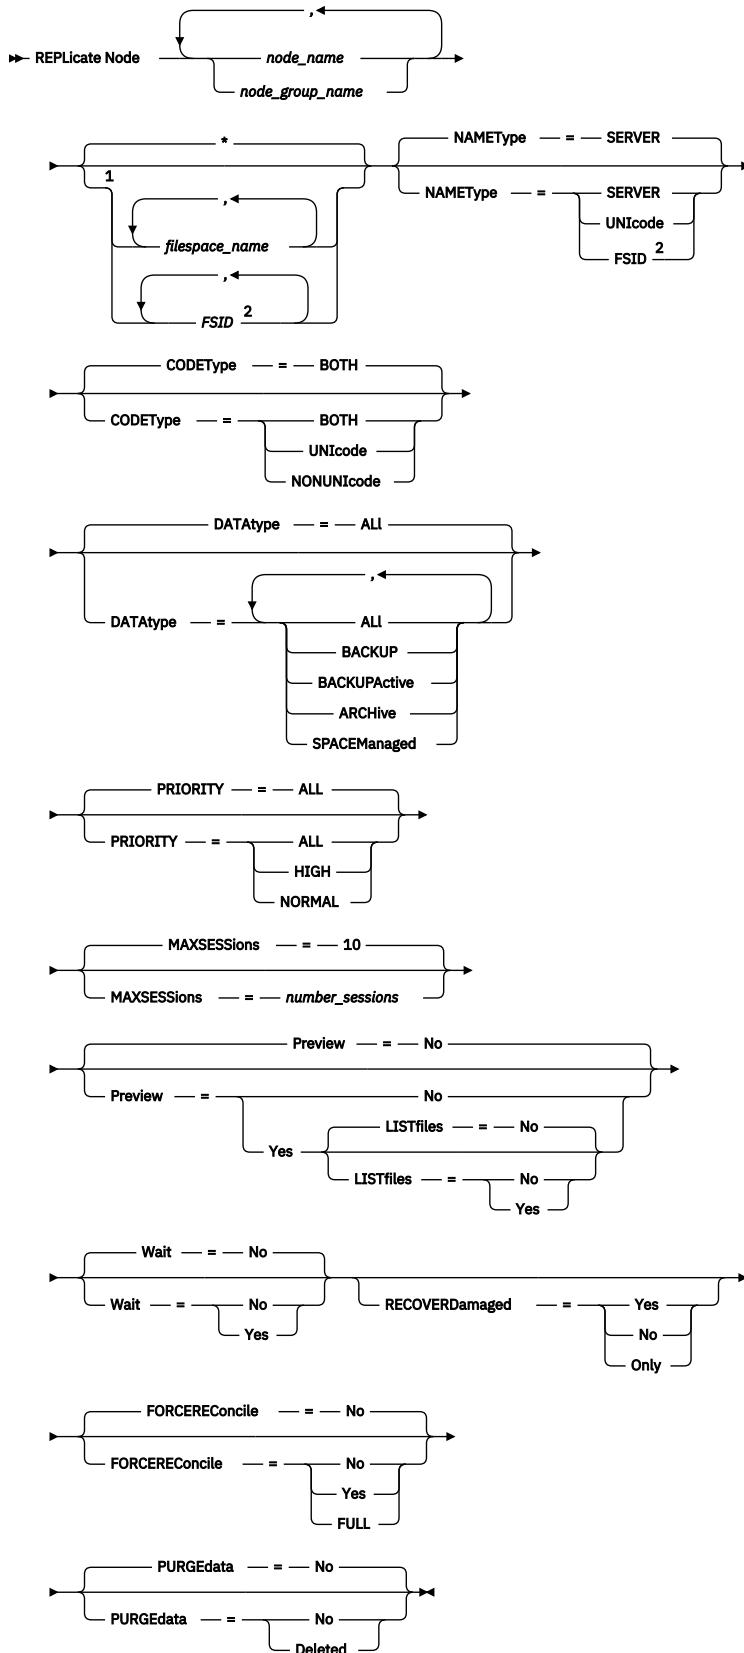 ,
REPLicate Node node_name
node_group_name
* NAMEType = SERVER
1 NAMEType = SERVER
, UNIcode
filespace_name FSID 2
,
FSID 2
CODEType = BOTH
CODEType = BOTH
UNIcode
NONUNIcode
DATAtype = ALl
,
DATAtype = ALl
BACKUP
BACKUPActive
ARCHive
SPACEManaged
PRIORITY = ALL
PRIORITY = ALL
HIGH
NORMAL
MAXSESSions = 10
MAXSESSions = number_sessions
Preview = No
Preview = No
LISTfiles = No
Yes
LISTfiles = No
Yes
Wait = No
Wait = No RECOVERDamaged = Yes
Yes No
Only
FORCEREConcile = No
FORCEREConcile = No
Yes
FULL
PURGEdata = No
PURGEdata = No
Deleted